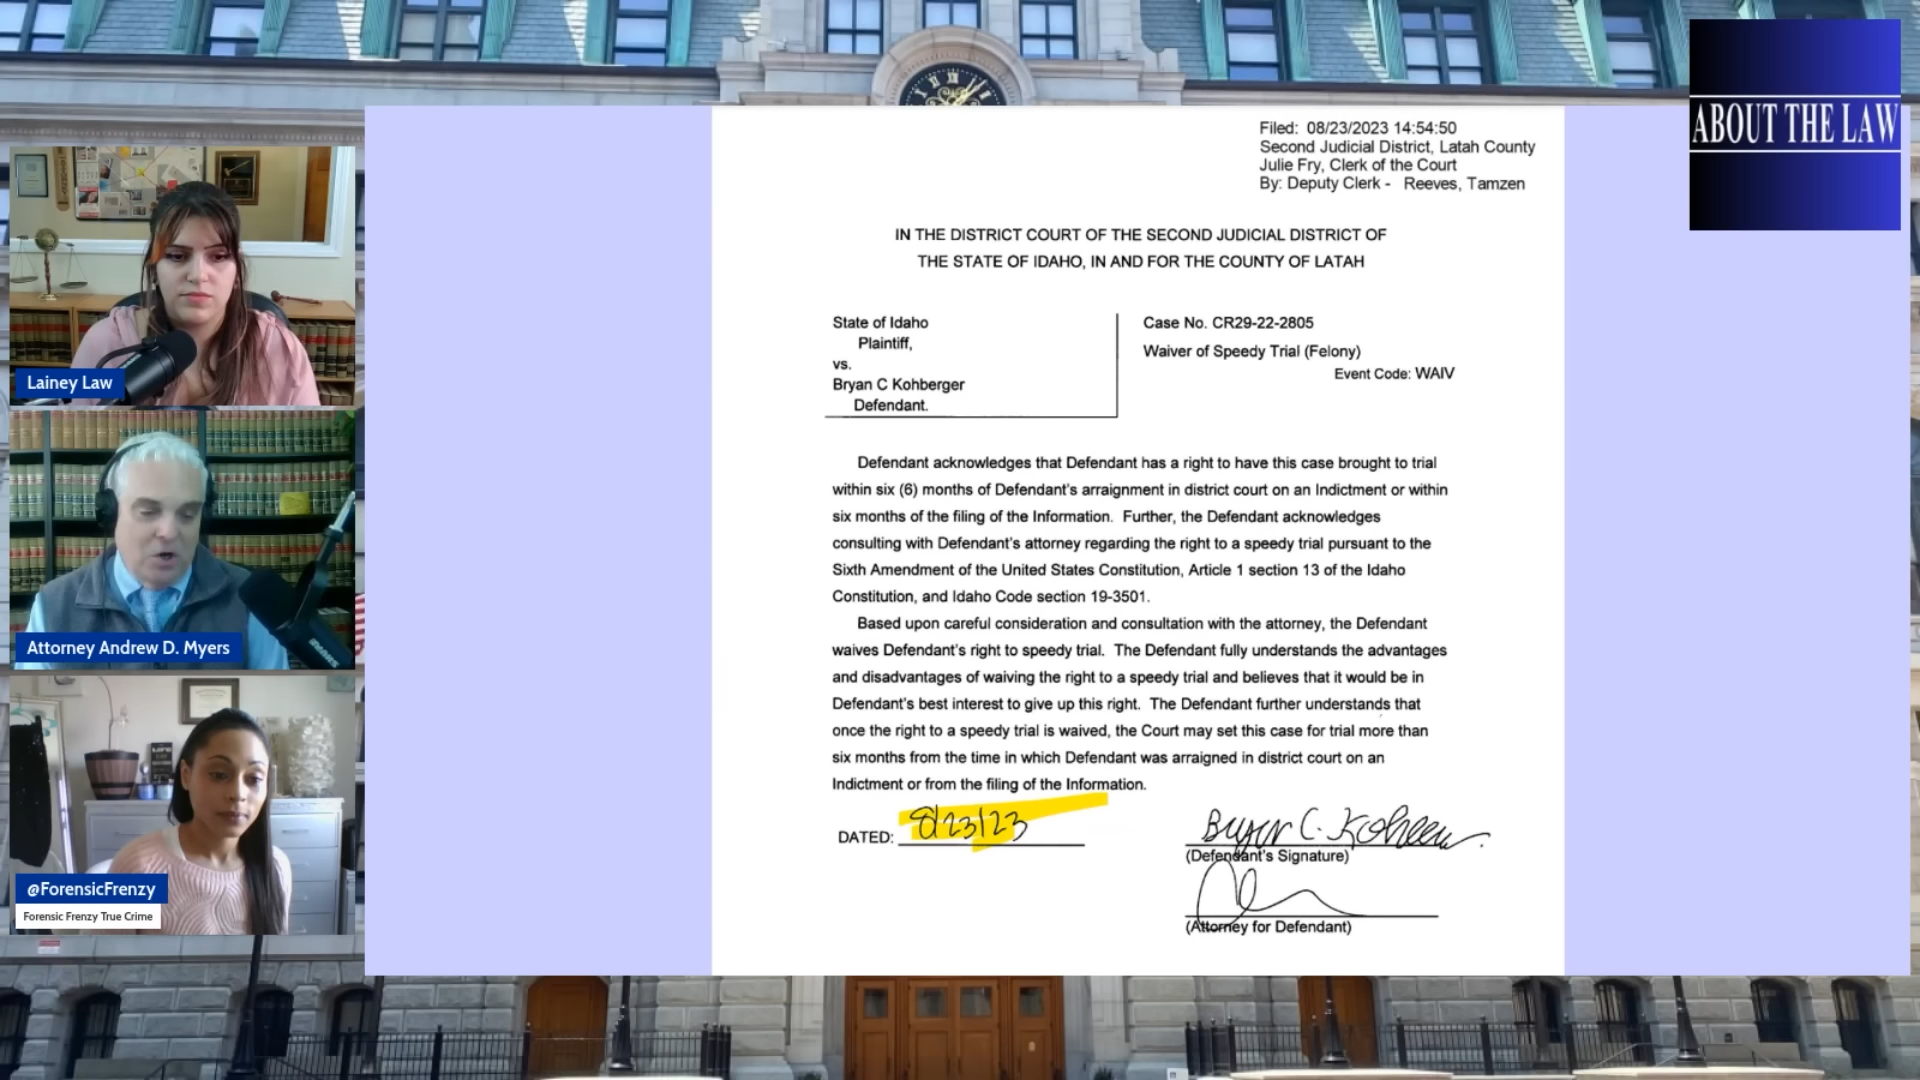 ABOUT THE LAW
Filed: 08/23/2023 14:54:50
Second Judicial District, Latah County
Julie Fry, Clerk of the Court
By: Deputy Clerk - Reeves, Tamzen
IN THE DISTRICT COURT OF THE SECOND JUDICIAL DISTRICT OF
THE STATE OF IDAHO, IN AND FOR THE COUNTY OF LATAH
State of Idaho
Plaintiff,
vs.
Bryan C Kohberger
Defendant.
Case No. CR29-22-2805
Waiver of Speedy Trial (Felony)
Event Code: WAIV
Defendant acknowledges that Defendant has a right to have this case brought to trial
within six (6) months of Defendant's arraignment in district court on an Indictment or within
six months of the filing of the Information. Further, the Defendant acknowledges
consulting with Defendant's attorney regarding the right to a speedy trial pursuant to the
Sixth Amendment of the United States Constitution, Article 1 section 13 of the Idaho
Constitution, and Idaho Code section 19-3501.
Based upon careful consideration and consultation with the attorney, the Defendant
waives Defendant's right to speedy trial. The Defendant fully understands the advantages
and disadvantages of waiving the right to a speedy trial and believes that it would be in
Defendant's best interest to give up this right. The Defendant further understands that
once the right to a speedy trial is waived, the Court may set this case for trial more than
six months from the time in which Defendant was arraigned in district court on an
Indictment or from the filing of the Information.
DATED: 8/23/23
Bryan C.
(Defendant's Signature)
(Attorney for Defendant)
Lainey Law
Attorney Andrew D. Myers
@ForensicFrenzy
Forensic Frenzy True Crime